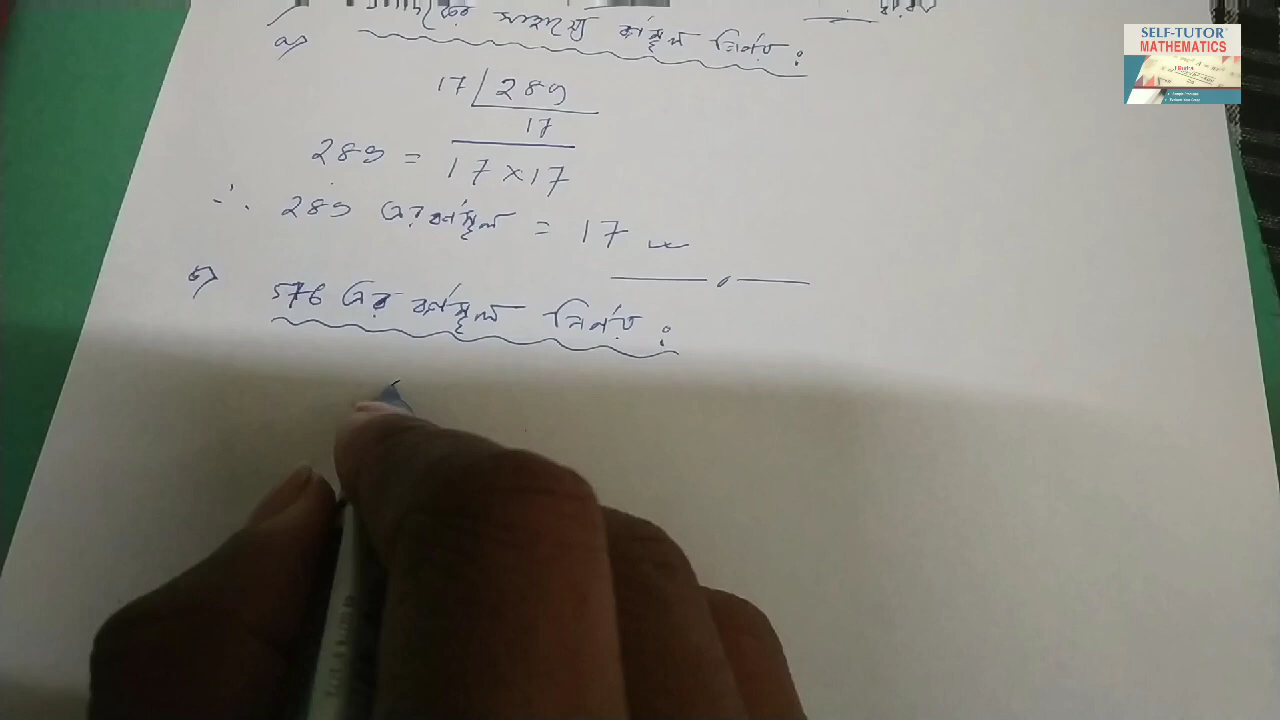 সাহায্যে বর্গমূল নির্ণয় :
17 289
17
289 = 17 × 17
∴ 289 এর বর্গমূল = 17
576 এর বর্গমূল নির্ণয় :
SELF-TUTOR
MATHEMATICS